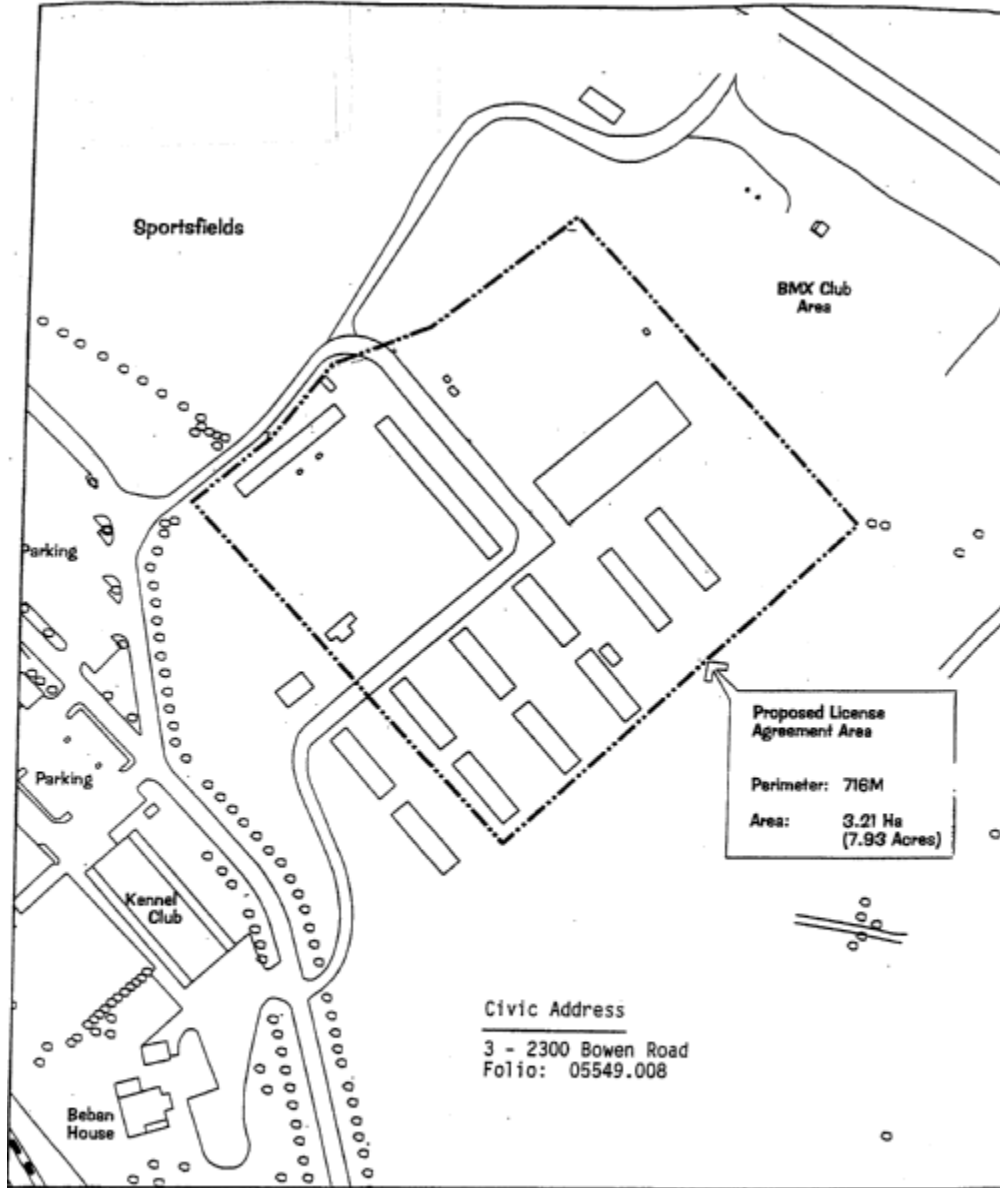 Sportsfields
BMX Club
Area
Parking
Proposed License
Agreement Area
Perimeter: 716M
Area: 3.21 Ha
(7.93 Acres)
Parking
Kennel
Club
Civic Address
3 - 2300 Bowen Road
Folio: 05549.008
Beban
House